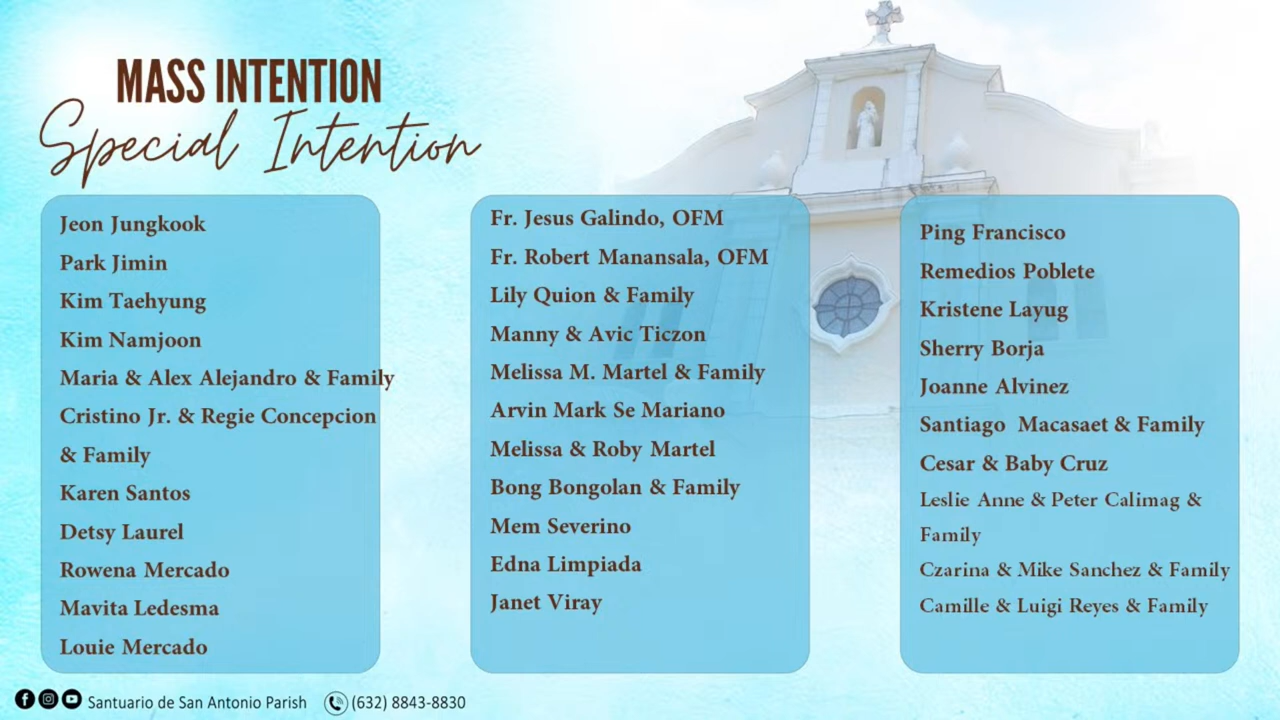 MASS INTENTION
Special Intention
Jeon Jungkook
Park Jimin
Kim Taehyung
Kim Namjoon
Maria & Alex Alejandro & Family
Cristino Jr. & Regie Concepcion
& Family
Karen Santos
Detsy Laurel
Rowena Mercado
Mavita Ledesma
Louie Mercado
Fr. Jesus Galindo, OFM
Fr. Robert Manansala, OFM
Lily Quion & Family
Manny & Avic Ticzon
Melissa M. Martel & Family
Arvin Mark Se Mariano
Melissa & Roby Martel
Bong Bongolan & Family
Mem Severino
Edna Limpiada
Janet Viray
Ping Francisco
Remedios Poblete
Kristene Layug
Sherry Borja
Joanne Alvinez
Santiago  Macasaet & Family
Cesar & Baby Cruz
Leslie Anne & Peter Calimag &
Family
Czarina & Mike Sanchez & Family
Camille & Luigi Reyes & Family
Santuario de San Antonio Parish (632) 8843-8830